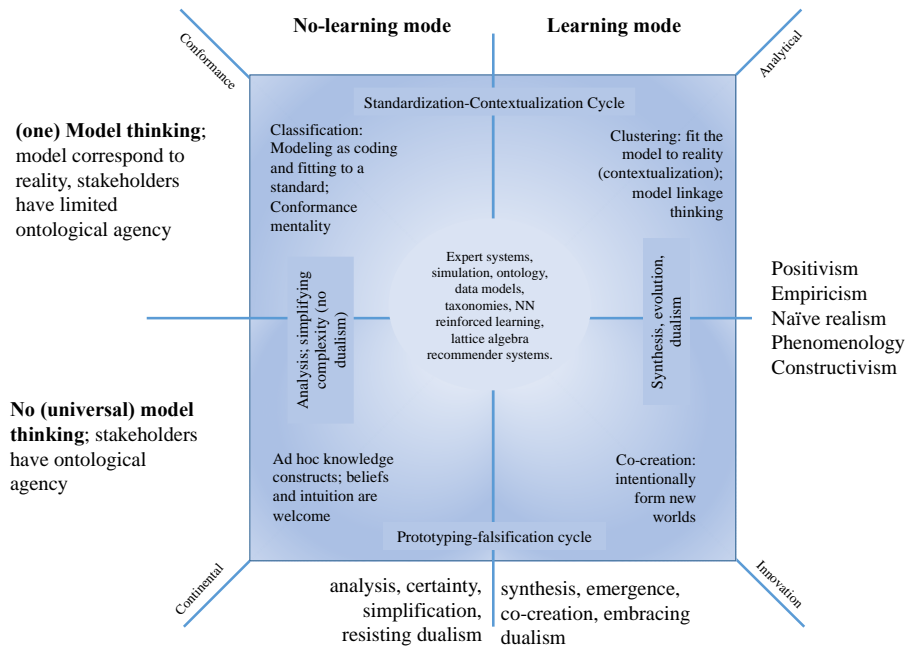 No-learning mode
Learning mode
Conformance
Analytical
Standardization-Contextualization Cycle
(one) Model thinking;
model correspond to
reality, stakeholders
have limited
ontological agency
Classification:
Modeling as coding
and fitting to a
standard;
Conformance
mentality
Clustering: fit the
model to reality
(contextualization);
model linkage
thinking
Analysis; simplifying
complexity (no
dualism)
Expert systems,
simulation, ontology,
data models,
taxonomies, NN
reinforced learning,
lattice algebra
recommender systems.
Synthesis, evolution,
dualism
Positivism
Empiricism
Naïve realism
Phenomenology
Constructivism
No (universal) model
thinking; stakeholders
have ontological
agency
Ad hoc knowledge
constructs; beliefs
and intuition are
welcome
Co-creation:
intentionally
form new
worlds
Prototyping-falsification cycle
Continental
Innovation
analysis, certainty,
simplification,
resisting dualism
synthesis, emergence,
co-creation, embracing
dualism